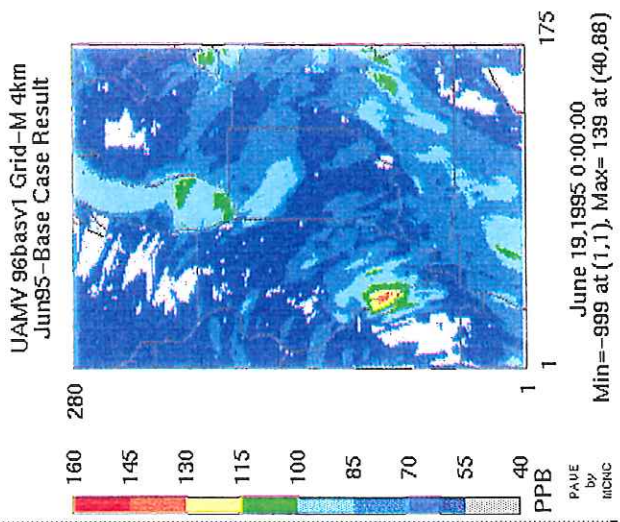 UAMV 96basv1 Grid-M 4km
Jun95-Base Case Result
160
145
130
115
100
85
70
55
40
PPB
PAVE
by
MCNC
280
1
1
175
June 19,1995 0:00:00
Min=-999 at (1,1), Max= 139 at (40,88)